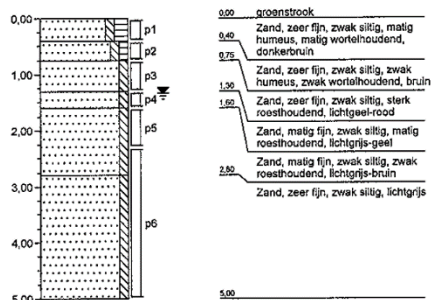 0,00
1,00
2,00
3,00
4,00
5,00
p1
p2
p3
p4
p5
p6
0,00 groenstrook
Zand, zeer fijn, zwak siltig, matig
0,40 humeus, matig wortelhoudend,
donkerbruin
0,75
Zand, zeer fijn, zwak siltig, zwak
humeus, zwak wortelhoudend, bruin
1,30
Zand, zeer fijn, zwak siltig, sterk
roesthoudend, lichtgeel-rood
1,60
Zand, matig fijn, zwak siltig, matig
roesthoudend, lichtgrijs-geel
Zand, matig fijn, zwak siltig, zwak
roesthoudend, lichtgrijs-bruin
2,80
Zand, zeer fijn, zwak siltig, lichtgrijs
5,00